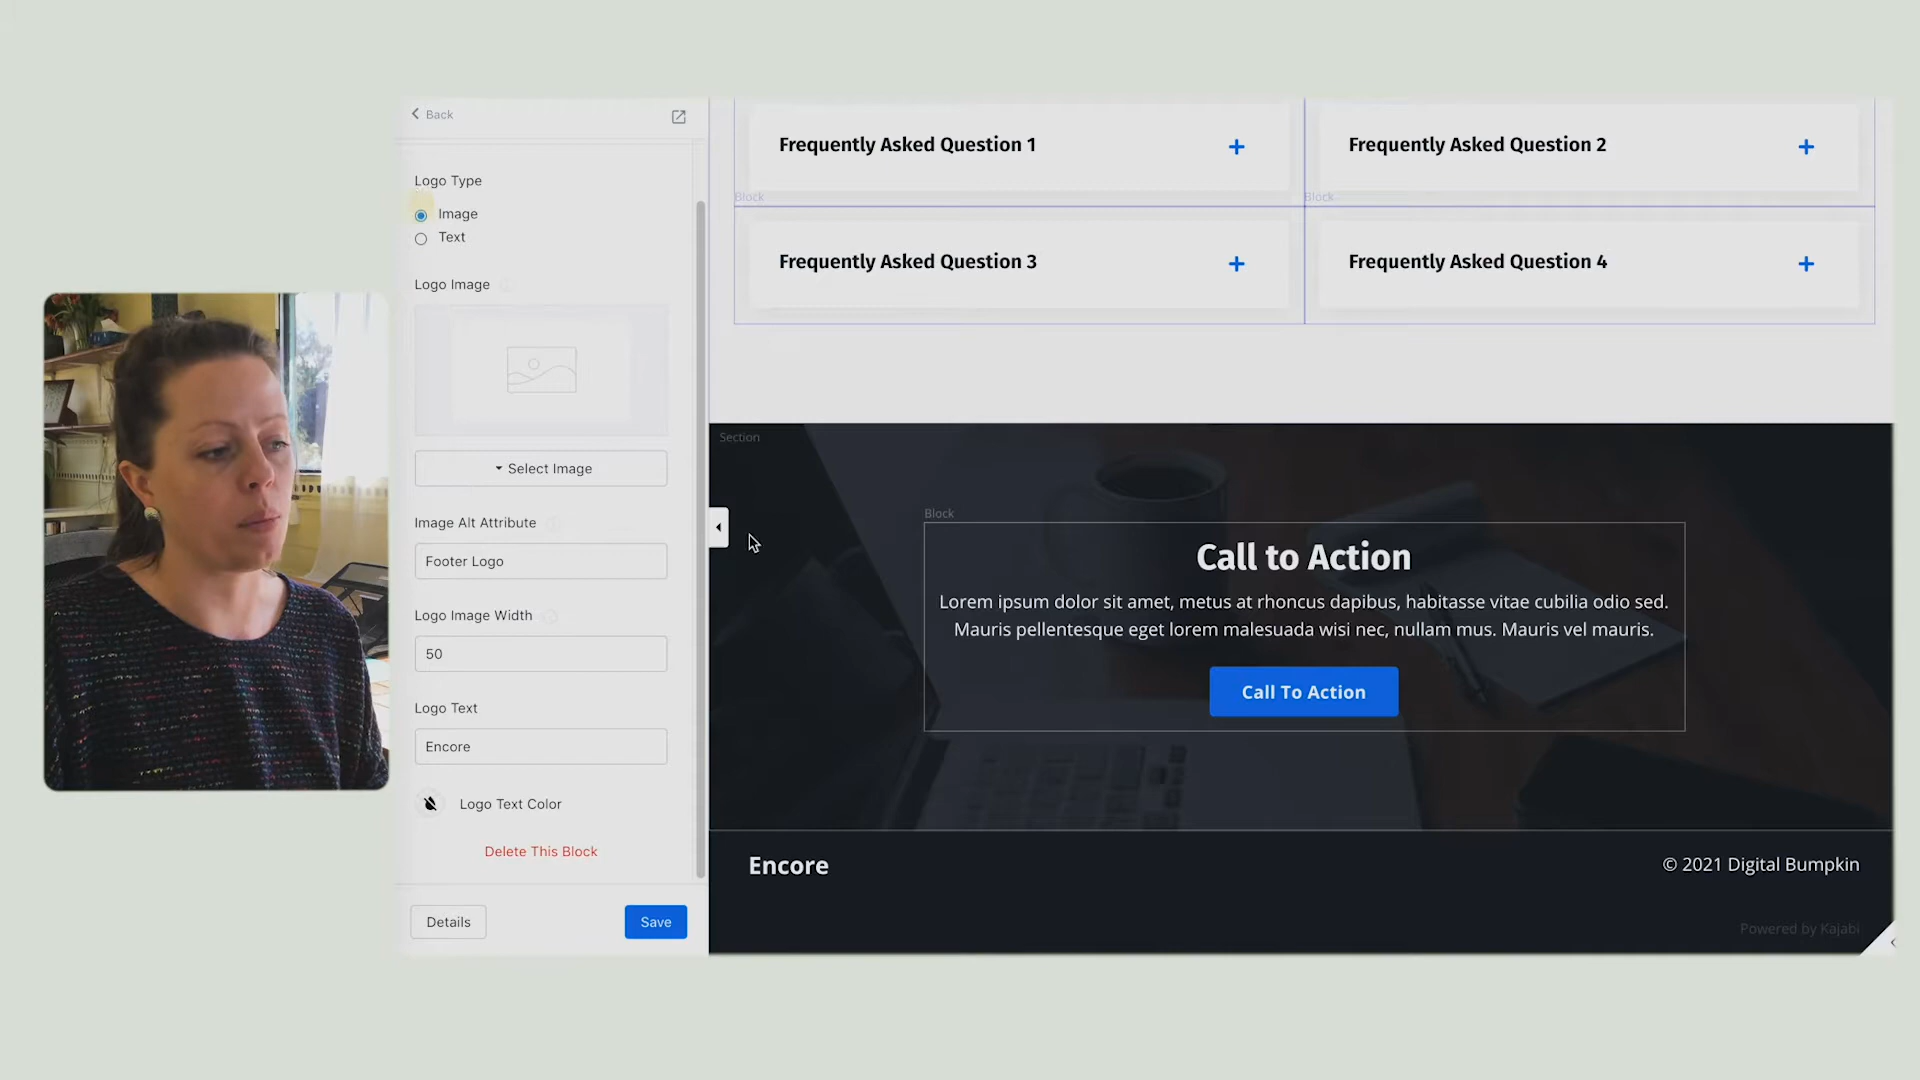 Back
Logo Type
Image
Text
Logo Image
Select Image
Image Alt Attribute
Footer Logo
Logo Image Width
50
Logo Text
Encore
Logo Text Color
Delete This Block
Details
Save
Frequently Asked Question 1
Frequently Asked Question 2
Block
Block
Frequently Asked Question 3
Frequently Asked Question 4
Section
Block
Call to Action
Lorem ipsum dolor sit amet, metus at rhoncus dapibus, habitasse vitae cubilia odio sed.
Mauris pellentesque eget lorem malesuada wisi nec, nullam mus. Mauris vel mauris.
Call To Action
Encore
© 2021 Digital Bumpkin
Powered by Kajabi